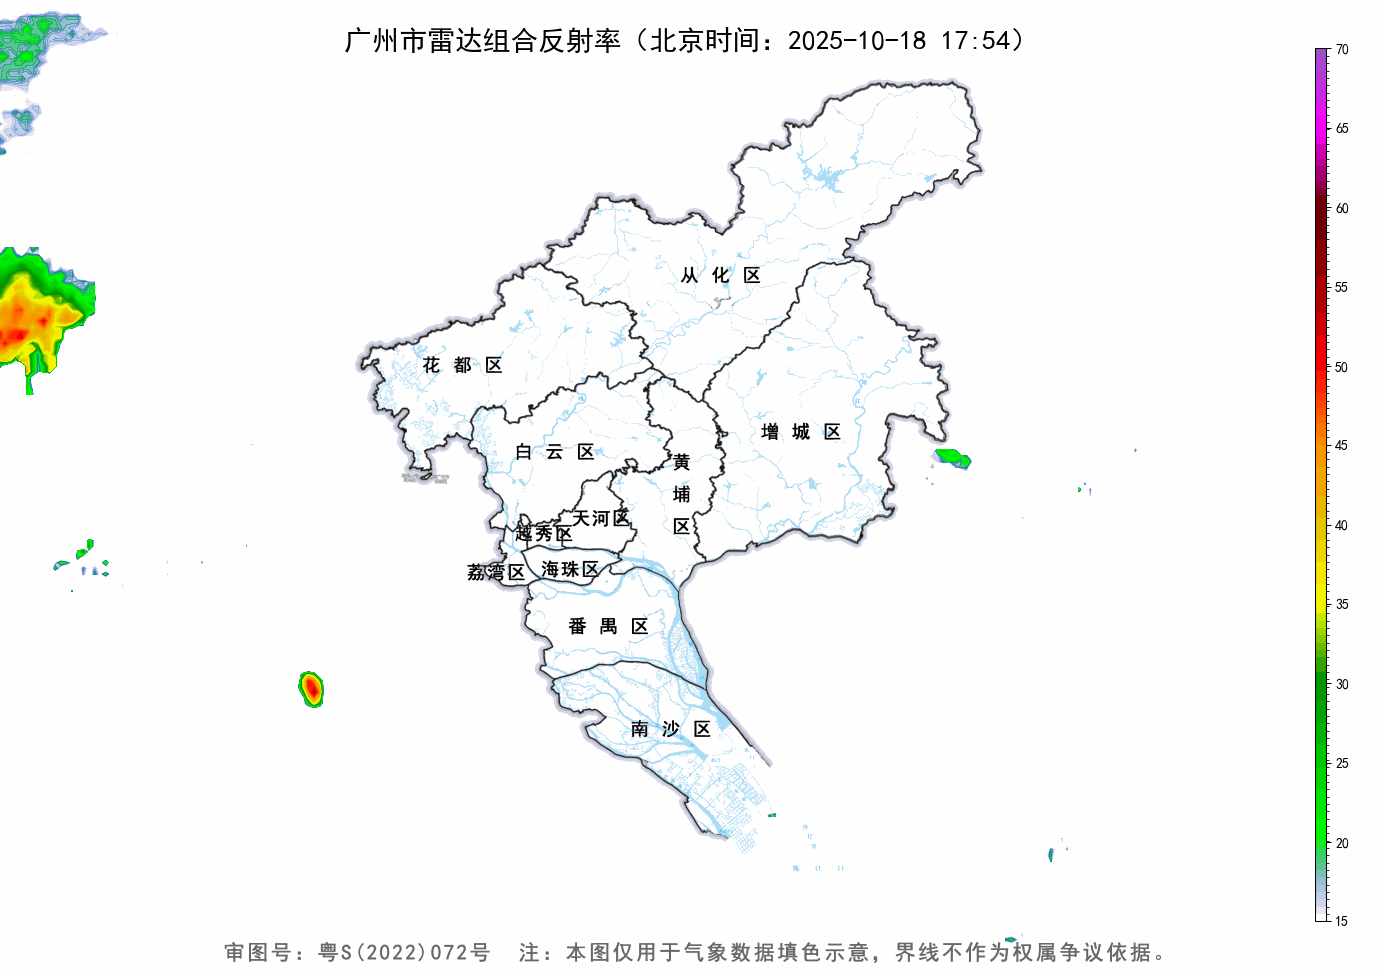 广州市雷达组合反射率（北京时间：2025-10-18 17:54）
70
65
60
55
50
45
40
35
30
25
20
15
从化区
花都区
增城区
白云区
黄埔区
天河区
越秀区
荔湾区
海珠区
番禺区
南沙区
审图号：粤S(2022)072号 注：本图仅用于气象数据填色示意，界线不作为权属争议依据。